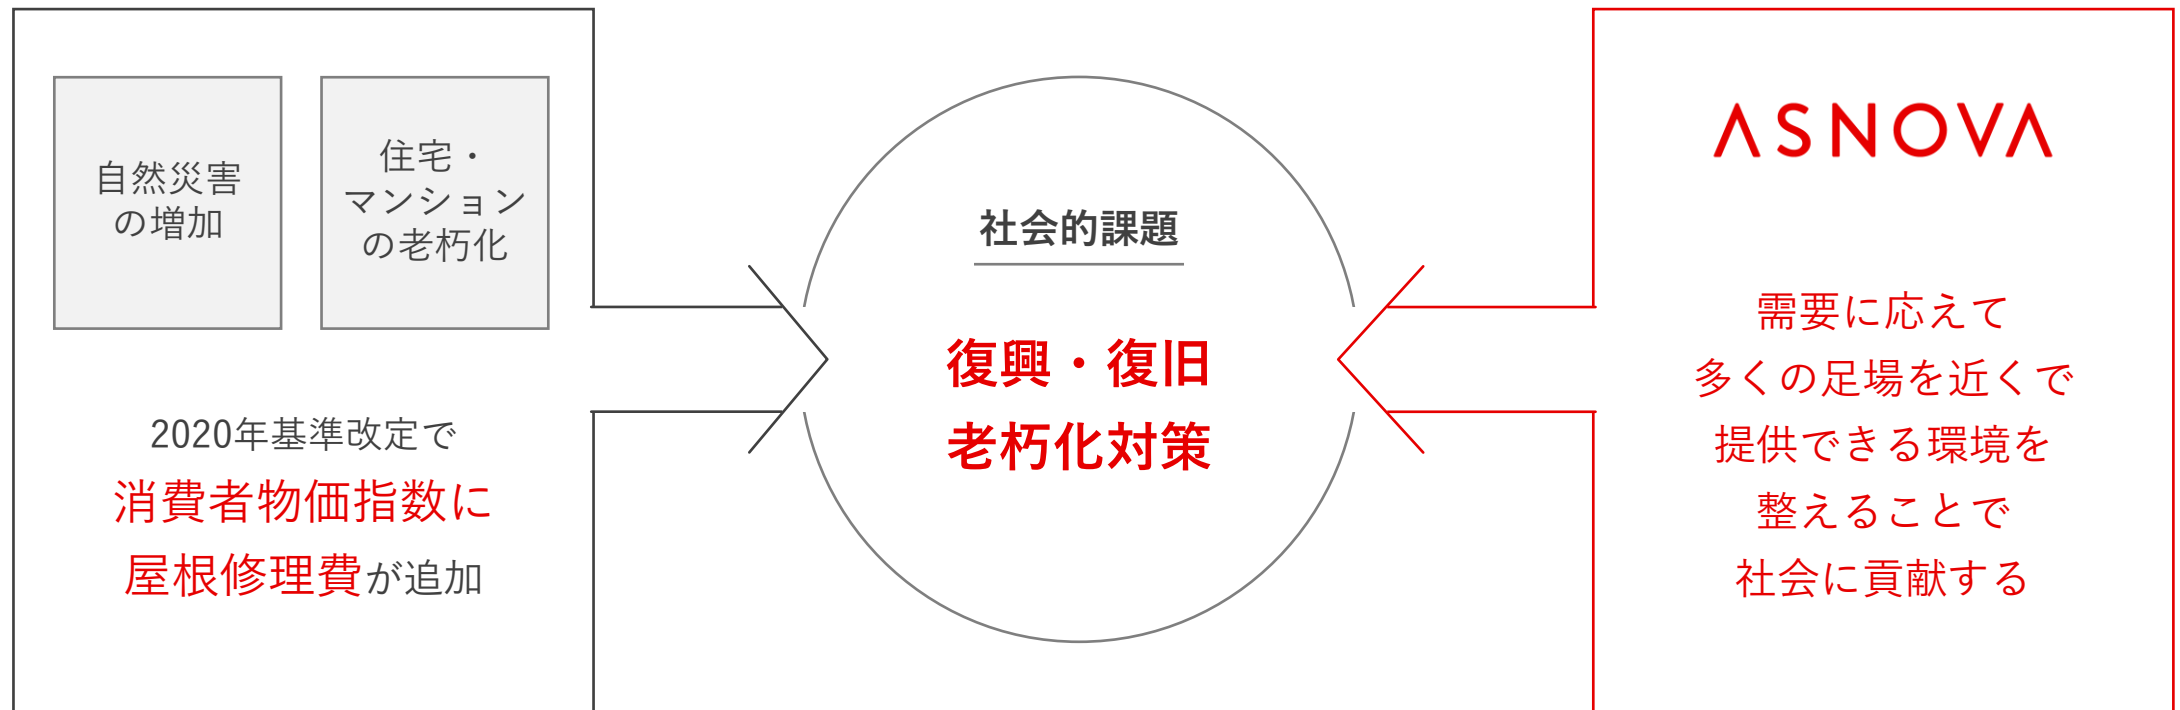 自然災害
の増加
住宅・
マンション
の老朽化
2020年基準改定で
消費者物価指数に
屋根修理費が追加
社会的課題
復興・復旧
老朽化対策
ASNOVA
需要に応えて
多くの足場を近くで
提供できる環境を
整えることで
社会に貢献する